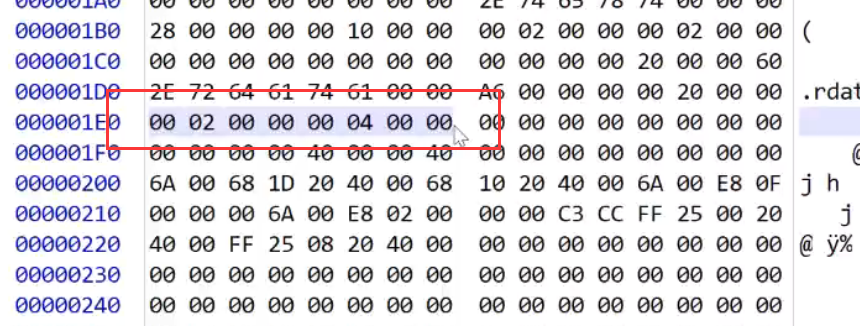 000001A0 00 00 00 00 00 00 00 00 2E 74 65 78 74 00 00 00
000001B0 28 00 00 00 00 10 00 00 00 02 00 00 00 02 00 00 (
000001C0 00 00 00 00 00 00 00 00 00 00 00 00 20 00 00 60
000001D0 2E 72 64 61 74 61 00 00 A6 00 00 00 00 20 00 00 .rdat
000001E0 00 02 00 00 00 04 00 00 00 00 00 00 00 00 00 00
000001F0 00 00 00 00 40 00 00 40 00 00 00 00 00 00 00 00 @
00000200 6A 00 68 1D 20 40 00 68 10 20 40 00 6A 00 E8 0F j h
00000210 00 00 00 6A 00 E8 02 00 00 00 C3 CC FF 25 00 20 j
00000220 40 00 FF 25 08 20 40 00 00 00 00 00 00 00 00 00 @ ÿ%
00000230 00 00 00 00 00 00 00 00 00 00 00 00 00 00 00 00
00000240 00 00 00 00 00 00 00 00 00 00 00 00 00 00 00 00